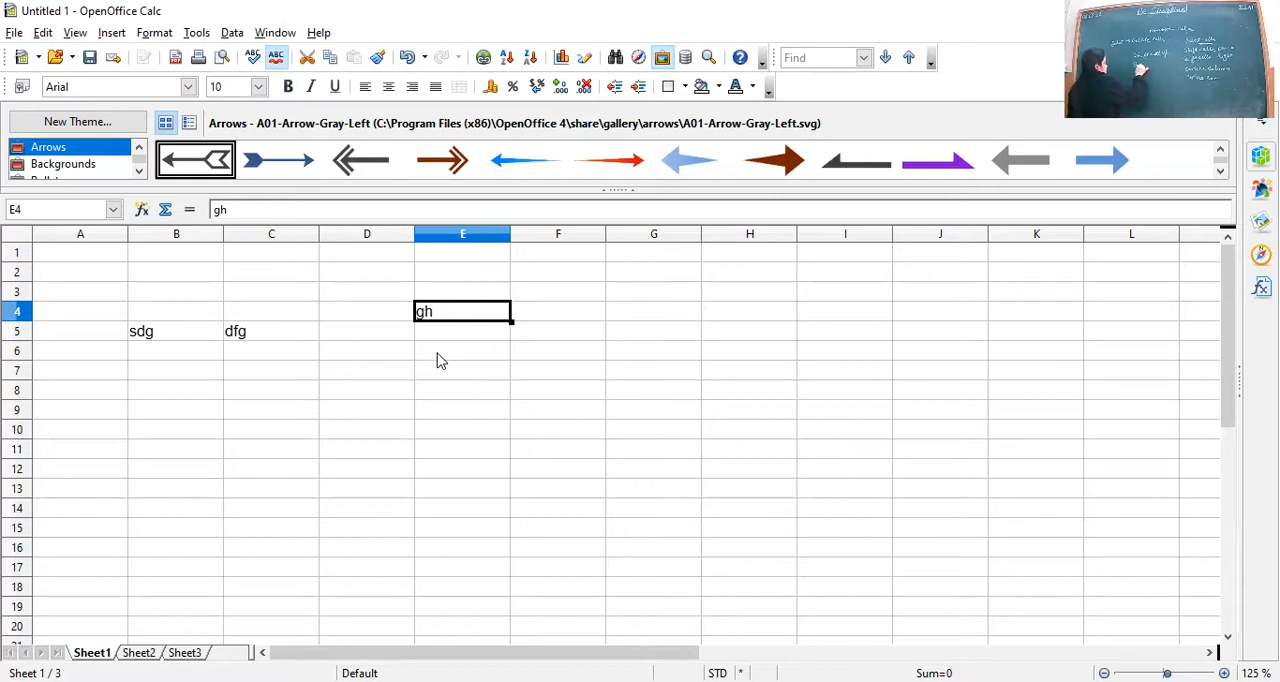 Untitled 1 - OpenOffice Calc
File Edit View Insert Format Tools Data Window Help
Find
Arial 10
New Theme...
Arrows - A01-Arrow-Gray-Left (C:\Program Files (x86)\OpenOffice 4\share\gallery\arrows\A01-Arrow-Gray-Left.svg)
Arrows
Backgrounds
E4 gh
A B C D E F G H I J K L
1
2
3
4 gh
5 sdg dfg
6
7
8
9
10
11
12
13
14
15
16
17
18
19
20
Sheet1 Sheet2 Sheet3
Sheet 1 / 3 Default STD * Sum=0 125 %